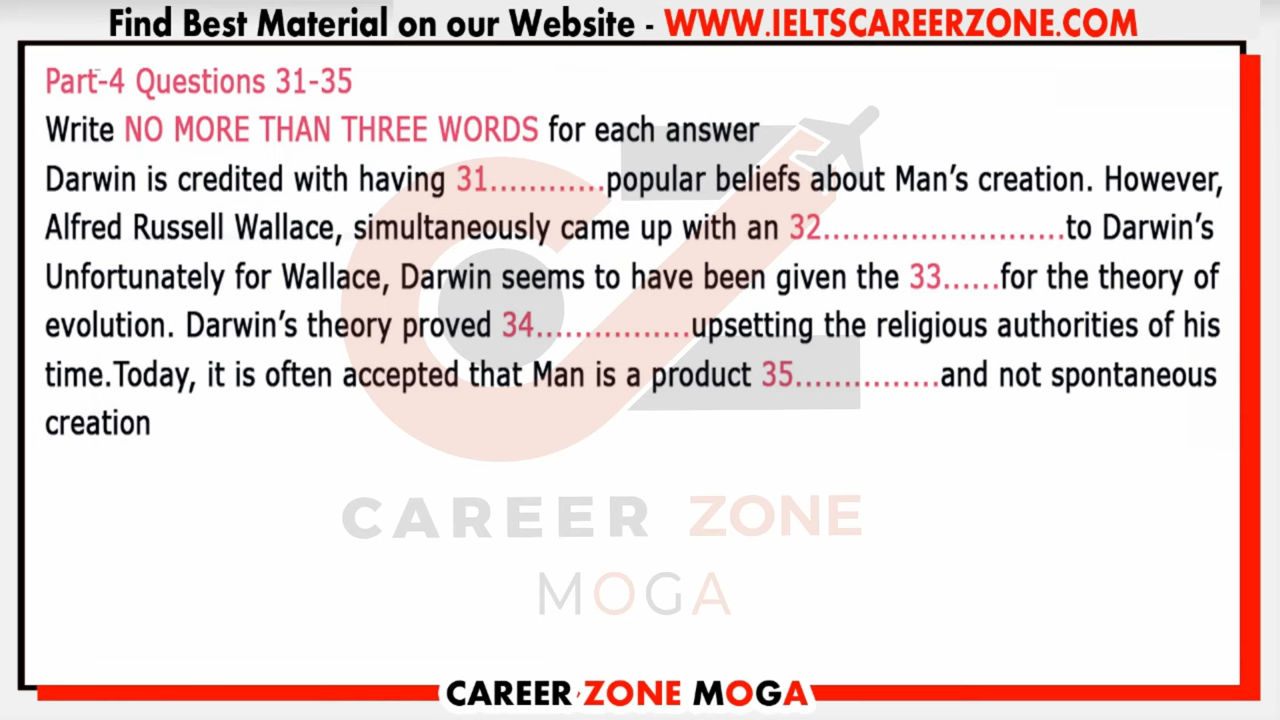 Find Best Material on our Website - WWW.IELTSCAREERZONE.COM
Part-4 Questions 31-35
Write NO MORE THAN THREE WORDS for each answer
Darwin is credited with having 31............popular beliefs about Man's creation. However,
Alfred Russell Wallace, simultaneously came up with an 32.........................to Darwin's
Unfortunately for Wallace, Darwin seems to have been given the 33......for the theory of
evolution. Darwin's theory proved 34................upsetting the religious authorities of his
time.Today, it is often accepted that Man is a product 35...............and not spontaneous
creation
CAREER ZONE
MOGA
CAREER ZONE MOGA